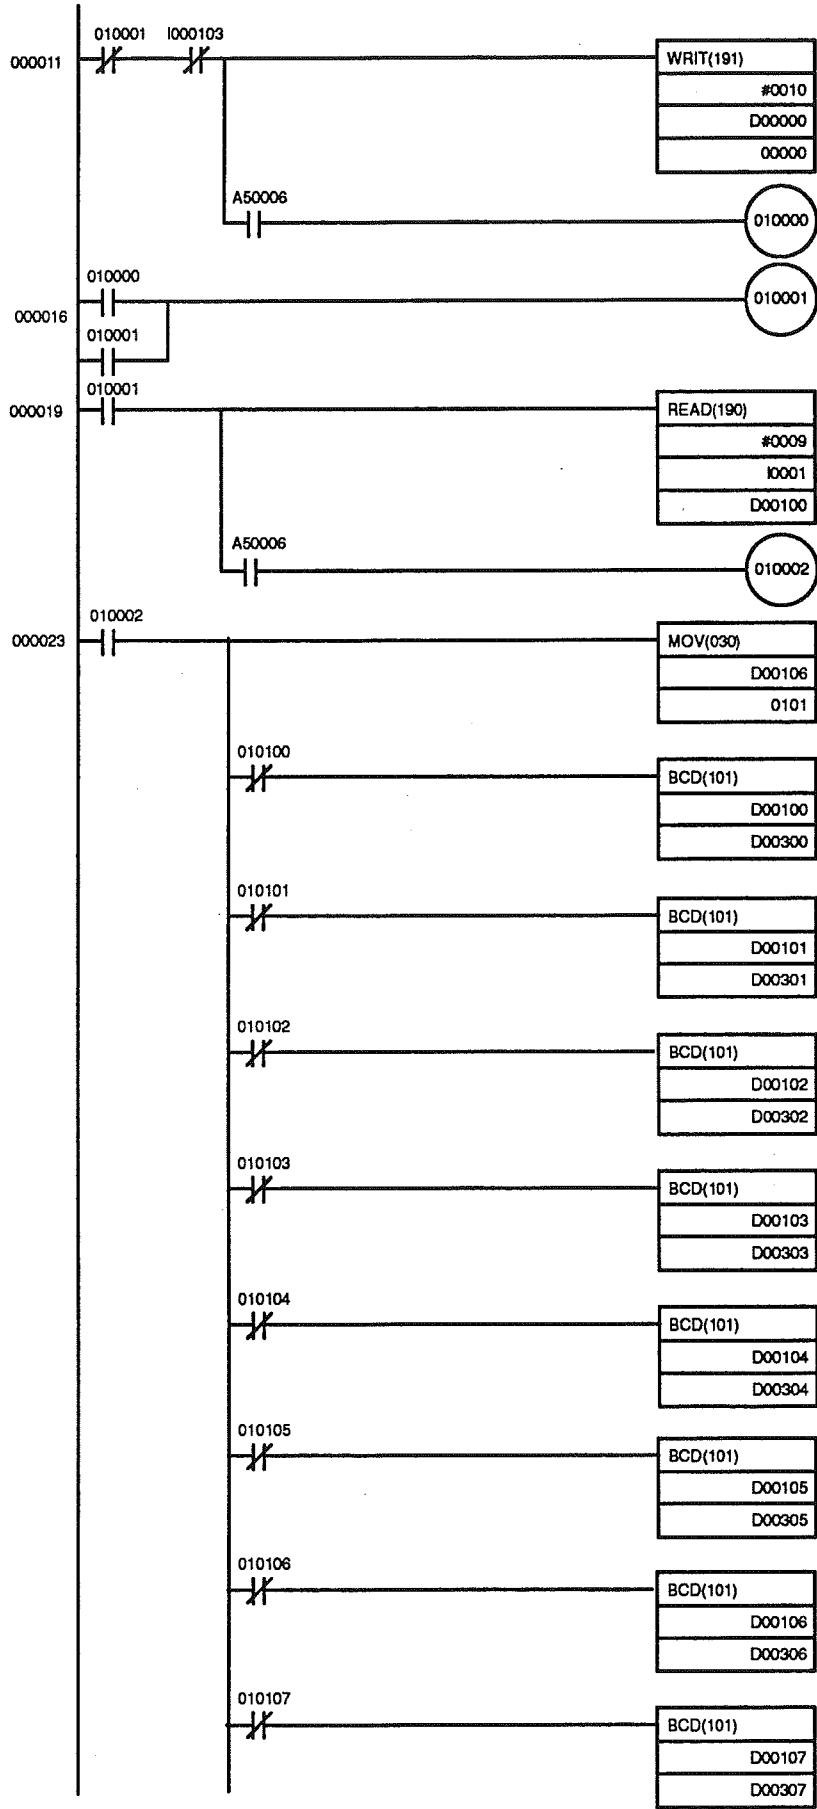 010001 I000103
000011
WRIT(191)
#0010
D00000
00000
A50006
010000
010000
010001
000016
010001
010001
000019
READ(190)
#0009
I0001
D00100
A50006
010002
010002
000023
MOV(030)
D00106
0101
010100
BCD(101)
D00100
D00300
010101
BCD(101)
D00101
D00301
010102
BCD(101)
D00102
D00302
010103
BCD(101)
D00103
D00303
010104
BCD(101)
D00104
D00304
010105
BCD(101)
D00105
D00305
010106
BCD(101)
D00106
D00306
010107
BCD(101)
D00107
D00307